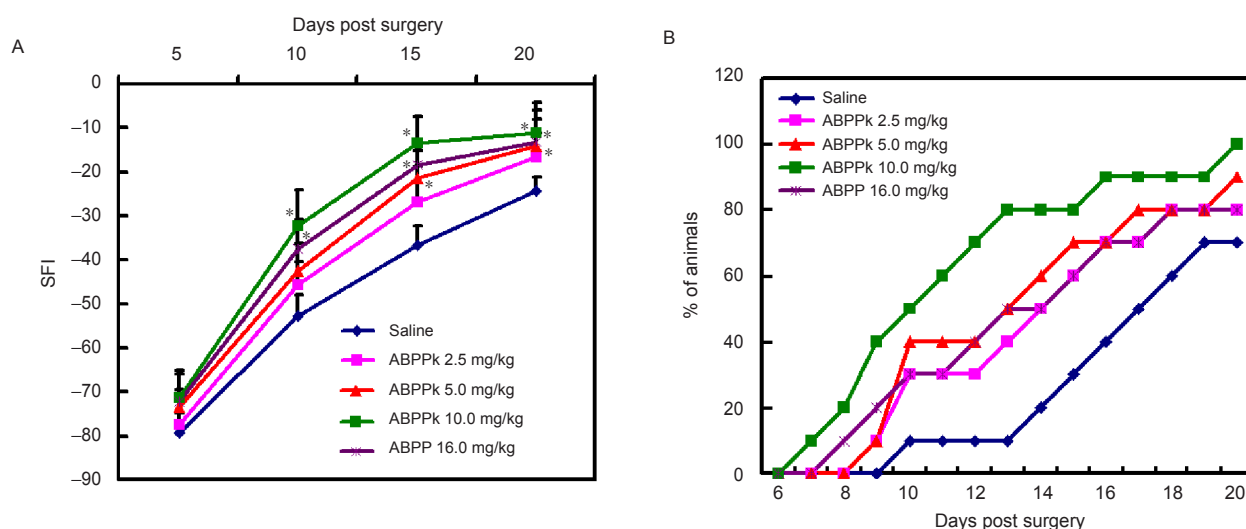 A
Days post surgery
5 10 15 20
0
–10
–20
–30
–40
–50
–60
–70
–80
–90
SFI
* * * * * * * *
Saline
ABPPk 2.5 mg/kg
ABPPk 5.0 mg/kg
ABPPk 10.0 mg/kg
ABPP 16.0 mg/kg
B
120
100
80
60
40
20
0
% of animals
Saline
ABPPk 2.5 mg/kg
ABPPk 5.0 mg/kg
ABPPk 10.0 mg/kg
ABPP 16.0 mg/kg
6 8 10 12 14 16 18 20
Days post surgery